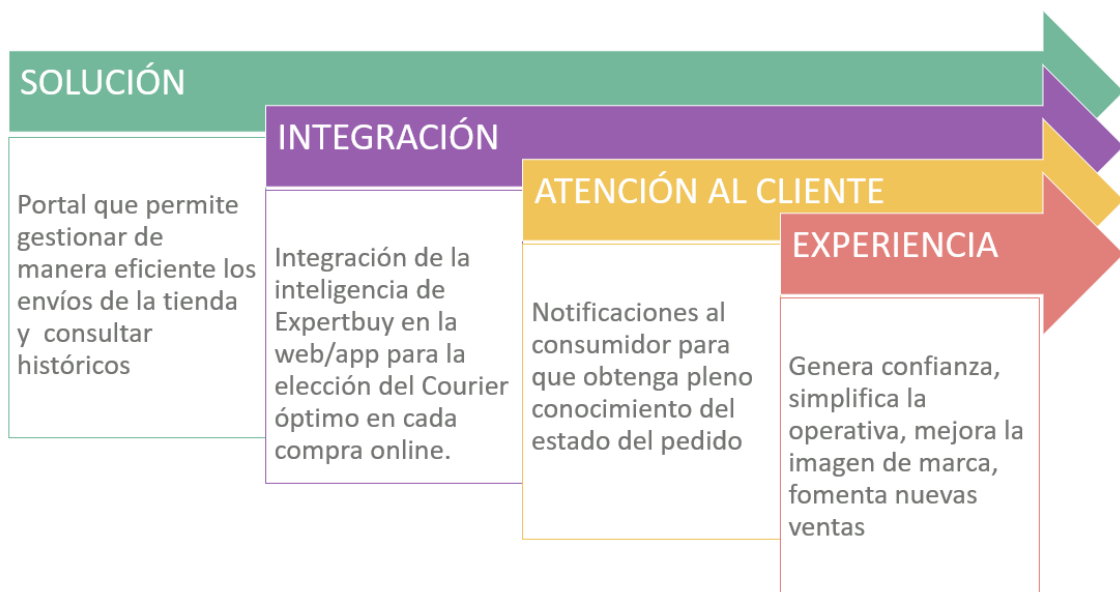 SOLUCIÓN
Portal que permite
gestionar de
manera eficiente los
envíos de la tienda
y consultar
históricos
INTEGRACIÓN
Integración de la
inteligencia de
Expertbuy en la
web/app para la
elección del Courier
óptimo en cada
compra online.
ATENCIÓN AL CLIENTE
Notificaciones al
consumidor para
que obtenga pleno
conocimiento del
estado del pedido
EXPERIENCIA
Genera confianza,
simplifica la
operativa, mejora la
imagen de marca,
fomenta nuevas
ventas